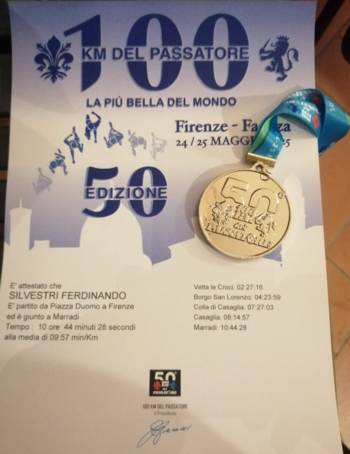 100
KM DEL PASSATORE
LA PIÙ BELLA DEL MONDO
Firenze -
24 / 25
50
EDIZIONE
50°
E' attestato che
SILVESTRI FERDINANDO
E' partito da Piazza Duomo a Firenze
ed è giunto a Marradi
Tempo : 10 ore 44 minuti 28 secondi
alla media di 09:57 min/Km
Vetta le Croci: 02:27:16
Borgo San Lorenzo: 04:23:59
Colla di Casaglia: 07:27:03
Casaglia: 08:14:57
Marradi: 10:44:28
50
100 KM DEL PASSATORE
Il Presidente